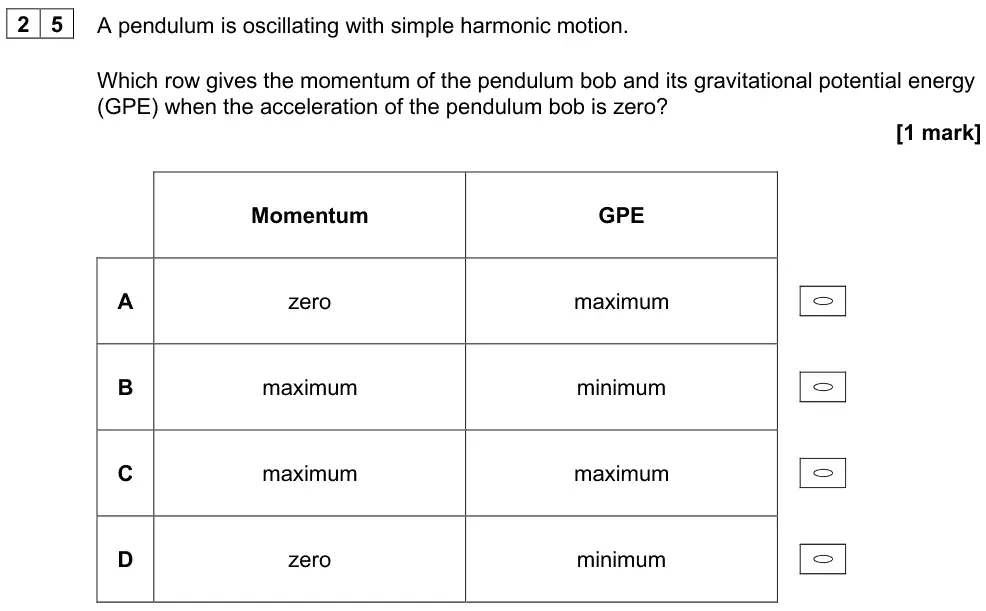 2 5 A pendulum is oscillating with simple harmonic motion.
Which row gives the momentum of the pendulum bob and its gravitational potential energy
(GPE) when the acceleration of the pendulum bob is zero?
[1 mark]
Momentum GPE
A zero maximum
B maximum minimum
C maximum maximum
D zero minimum